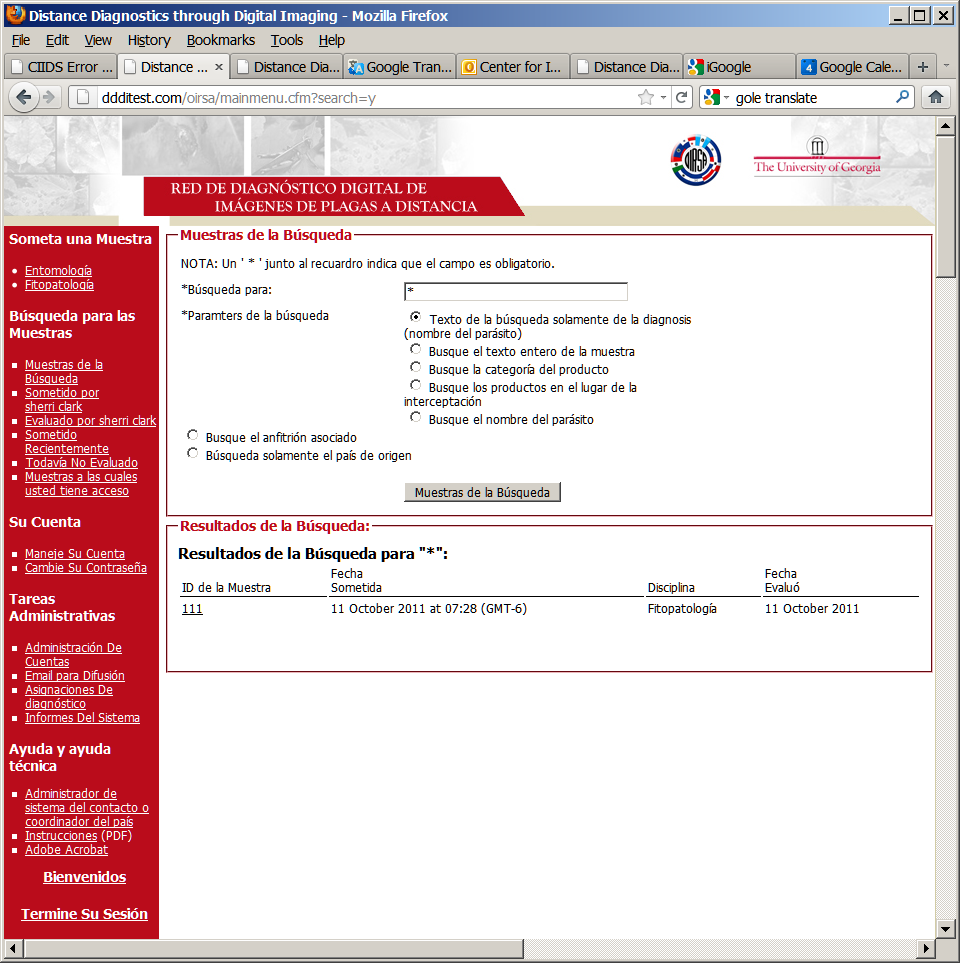 Distance Diagnostics through Digital Imaging - Mozilla Firefox
File Edit View History Bookmarks Tools Help
CIIDS Error ... Distance ... × Distance Dia... Google Tran... Center for I... Distance Dia... iGoogle 4 Google Cale... +
ddditest.com/oirsa/mainmenu.cfm?search=y
gole translate
OIRSA
The University of Georgia
RED DE DIAGNÓSTICO DIGITAL DE
IMÁGENES DE PLAGAS A DISTANCIA
Someta una Muestra
Entomología
Fitopatología
Búsqueda para las
Muestras
Muestras de la
Búsqueda
Sometido por
sherri clark
Evaluado por sherri clark
Sometido
Recientemente
Todavía No Evaluado
Muestras a las cuales
usted tiene acceso
Su Cuenta
Maneje Su Cuenta
Cambie Su Contraseña
Tareas
Administrativas
Administración De
Cuentas
Email para Difusión
Asignaciones De
diagnóstico
Informes Del Sistema
Ayuda y ayuda
técnica
Administrador de
sistema del contacto o
coordinador del país
Instrucciones (PDF)
Adobe Acrobat
Bienvenidos
Termine Su Sesión
Muestras de la Búsqueda
NOTA: Un ' * ' junto al recuardro indica que el campo es obligatorio.
*Búsqueda para:
*
*Paramters de la búsqueda
Texto de la búsqueda solamente de la diagnosis
(nombre del parásito)
Busque el texto entero de la muestra
Busque la categoría del producto
Busque los productos en el lugar de la
interceptación
Busque el nombre del parásito
Busque el anfitrión asociado
Búsqueda solamente el país de origen
Muestras de la Búsqueda
Resultados de la Búsqueda:
Resultados de la Búsqueda para "*":
ID de la Muestra Fecha Sometida Disciplina Fecha Evaluó
111 11 October 2011 at 07:28 (GMT-6) Fitopatología 11 October 2011